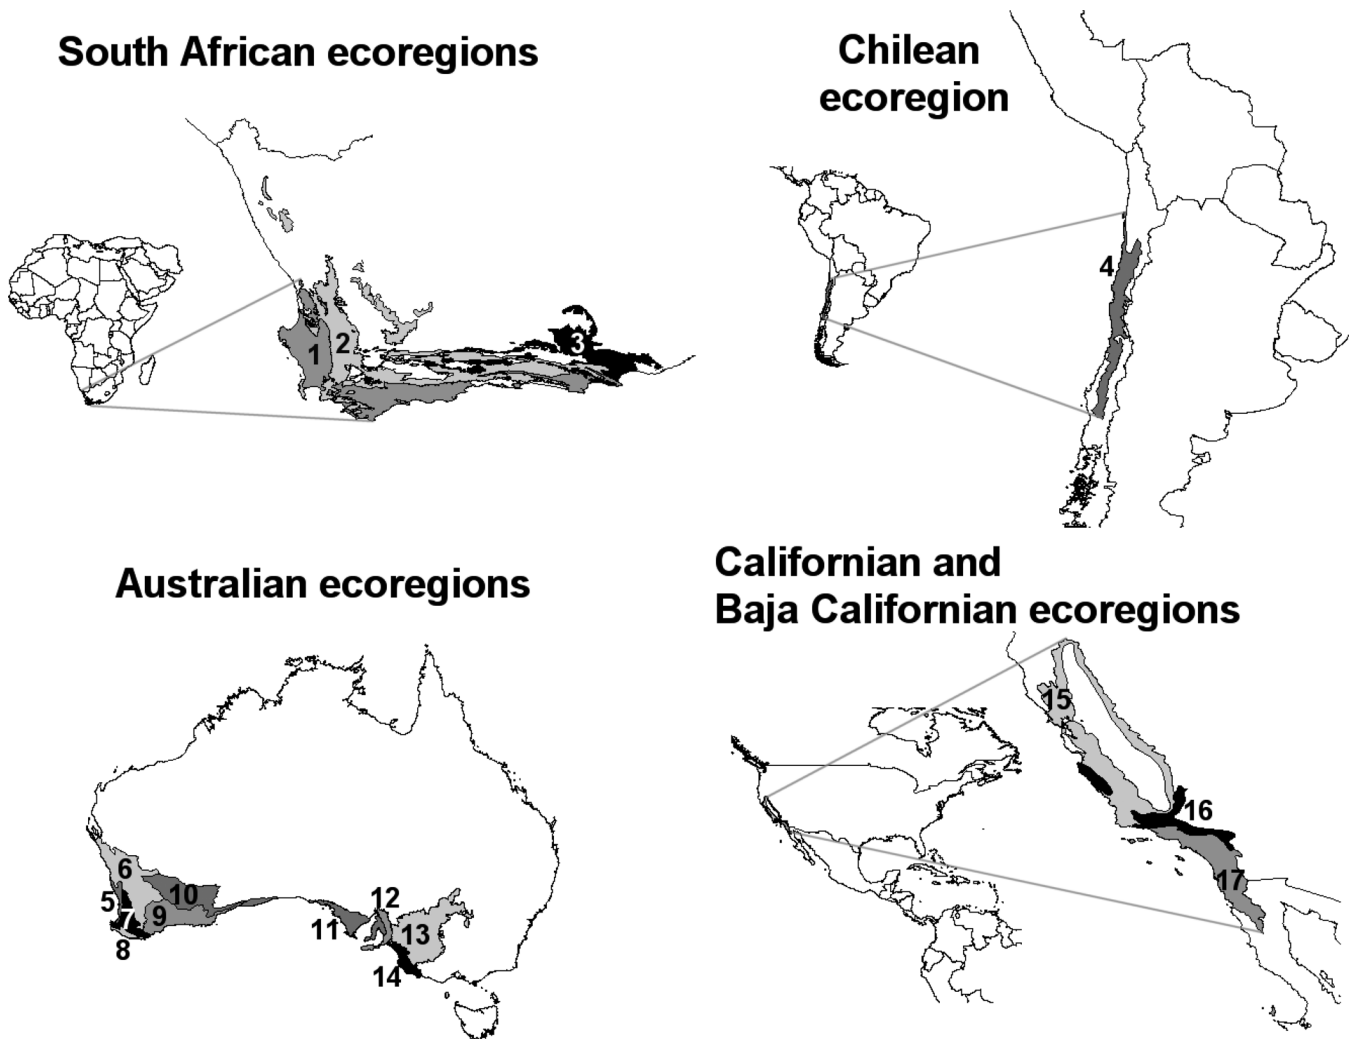 South African ecoregions
Chilean
ecoregion
1
2
3
4
Australian ecoregions
Californian and
Baja Californian ecoregions
5
6
7
8
9
10
11
12
13
14
15
16
17